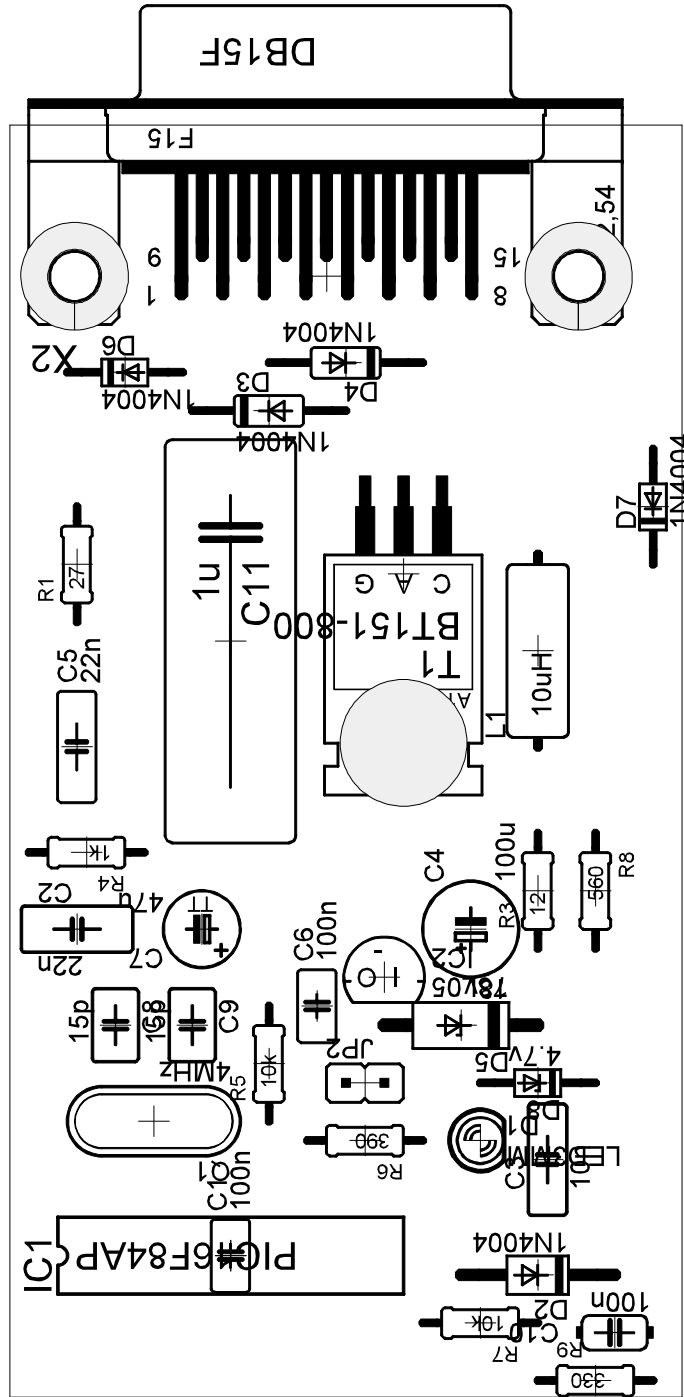 DB15F
F15
2,54
9
15
1
8
X2
D6
1N4004
D4
1N4004
D3
1N4004
D7
1N4004
R1
27
1u
C11
C A G
BT151-800
T1
10uH
L1
C5
22n
1k
R4
C2
22n
47u
C7
C4
100u
R3
12
560
R8
C6
100n
IC2
78L05
15p
C8
15p
C9
JP2
D5
4.7v
D8
4MHz
R5
10k
Q1
390
R6
D1
LED3MM
100n
IC1
PIC16F84AP
1N4004
D2
10k
R7
C10
100n
R9
330